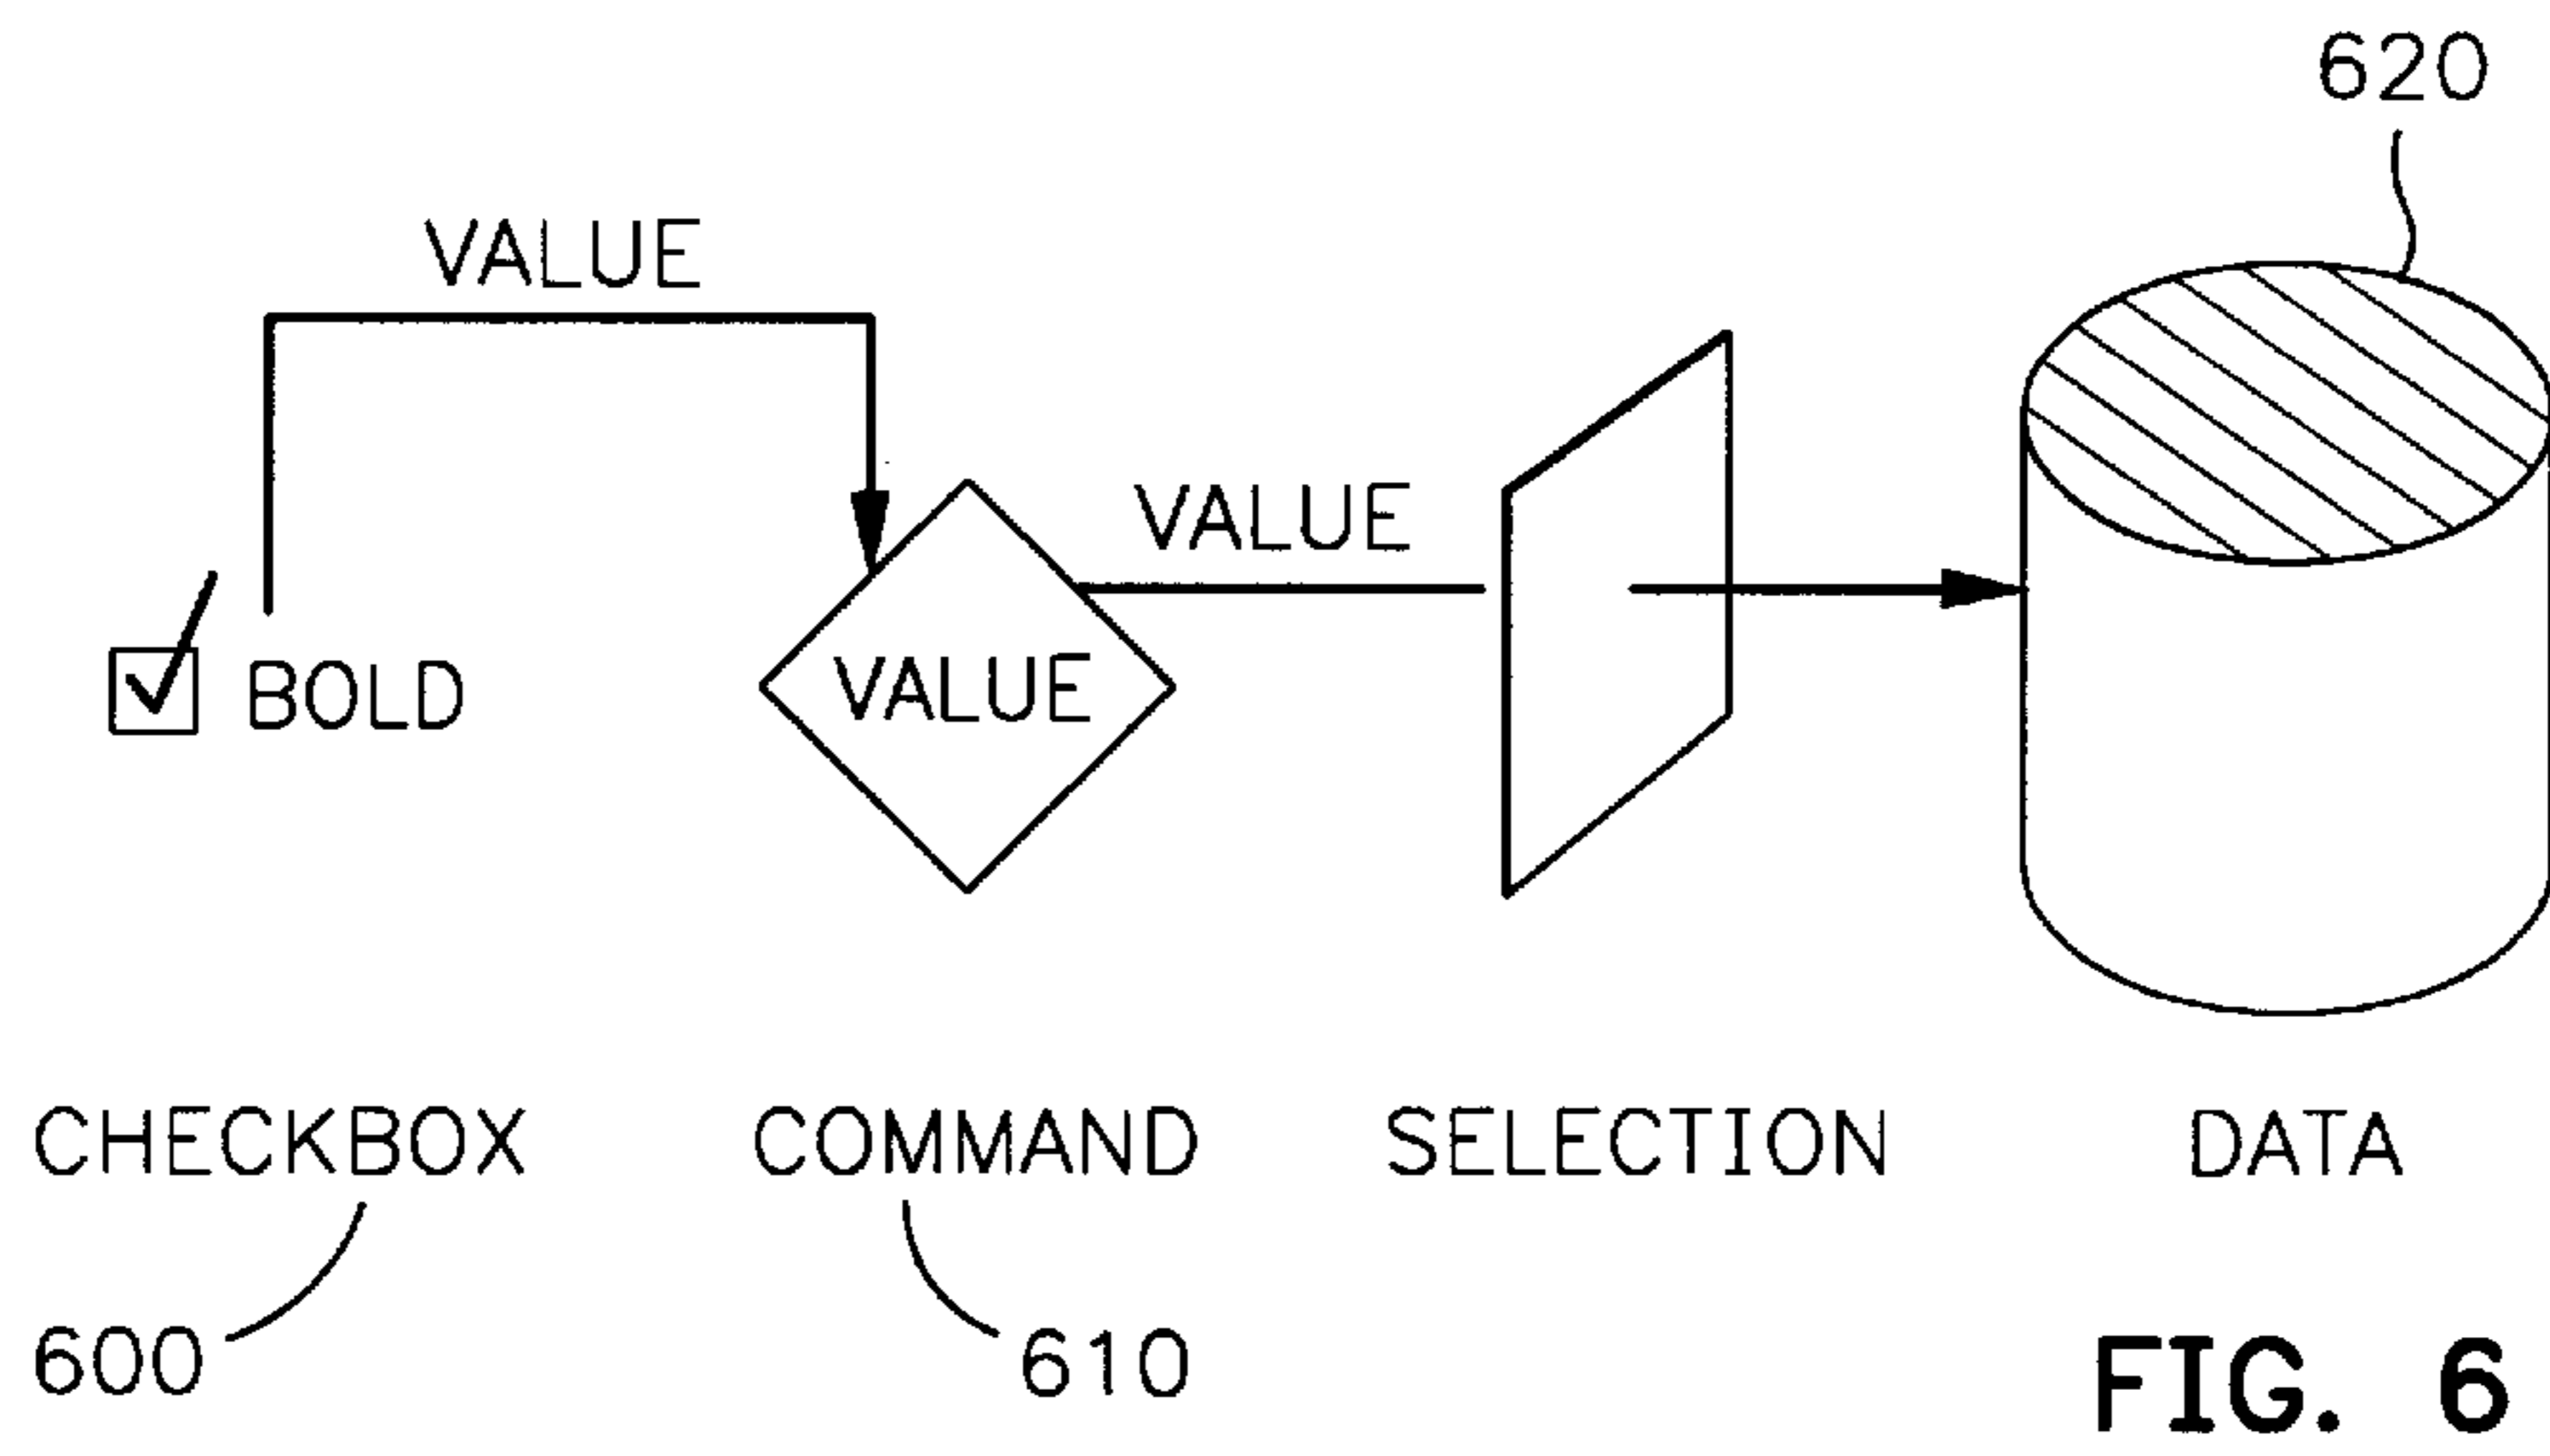 620
VALUE
VALUE
BOLD
VALUE
CHECKBOX COMMAND SELECTION DATA
600 610
FIG. 6